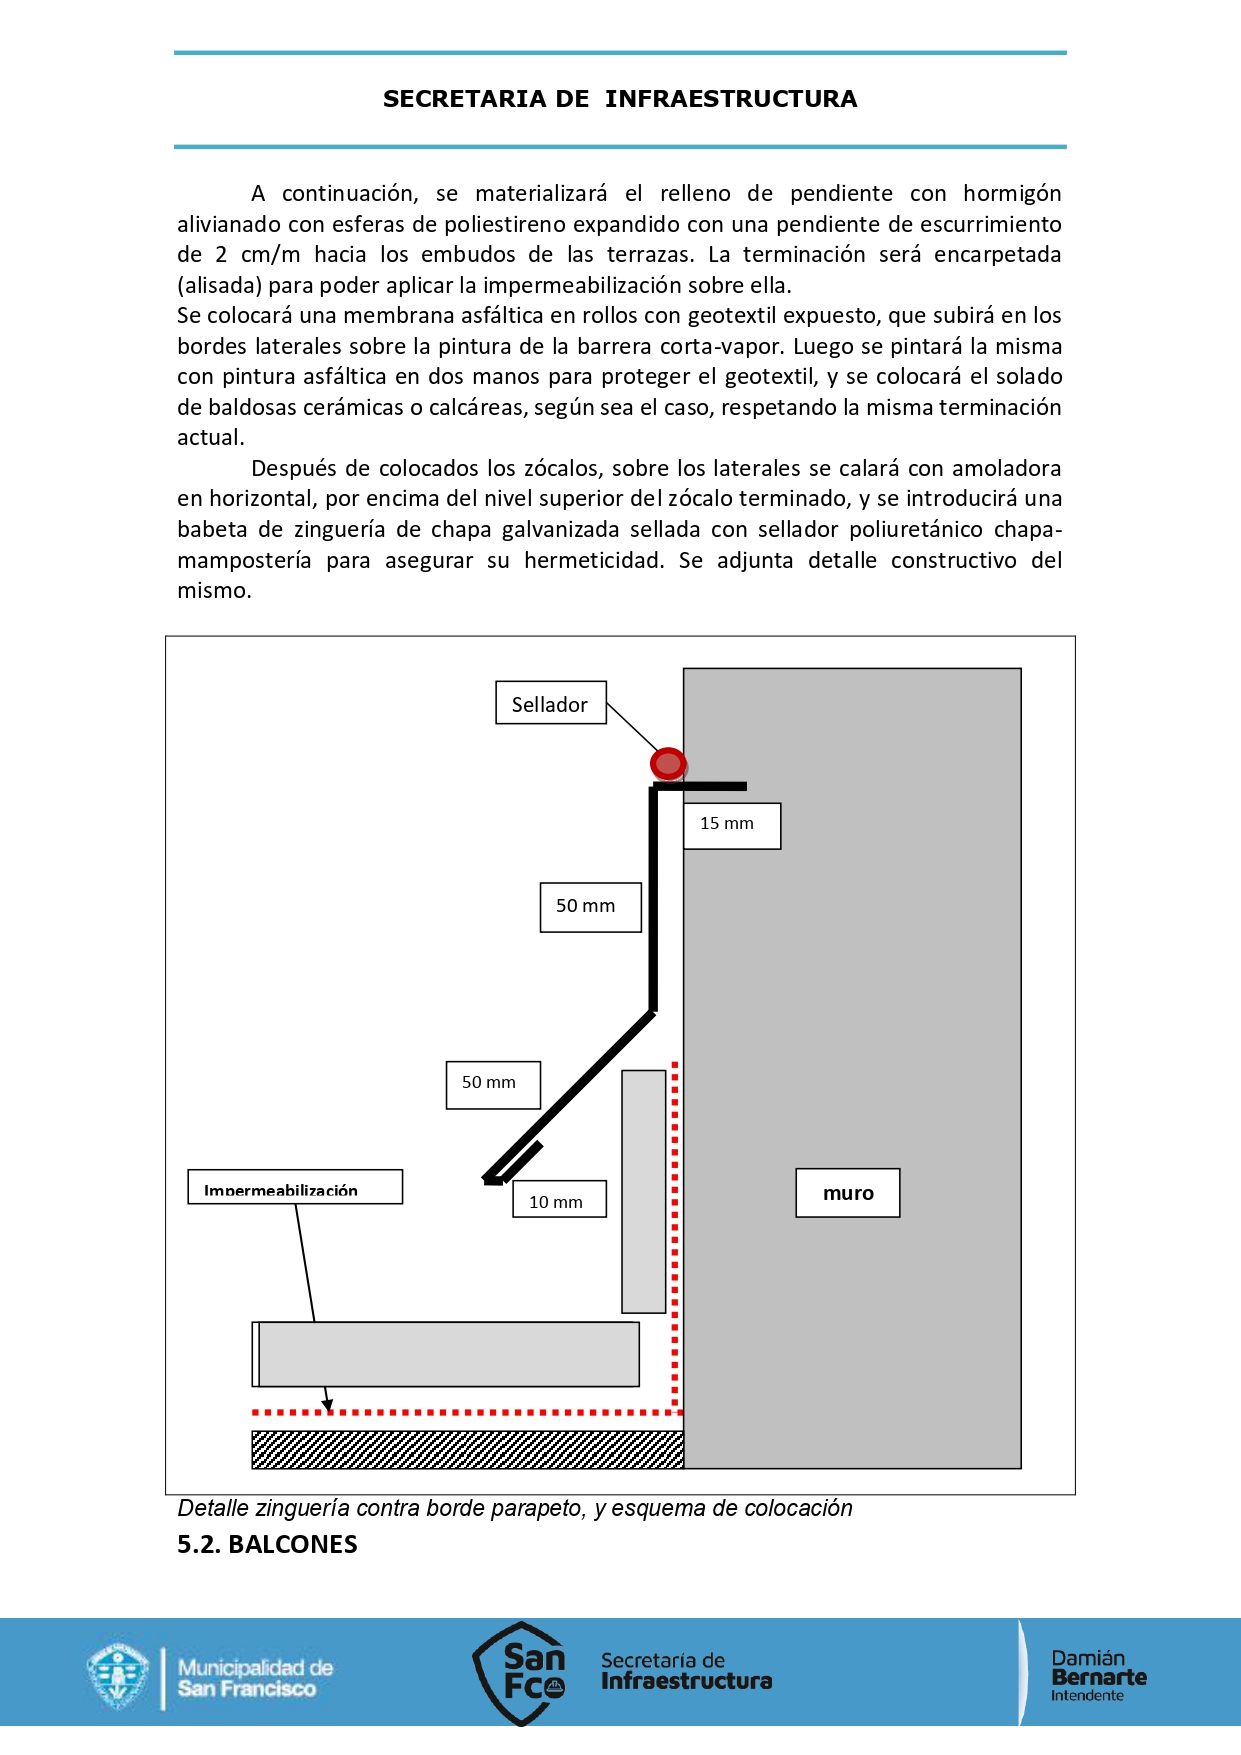 SECRETARIA DE  INFRAESTRUCTURA
A continuación, se materializará el relleno de pendiente con hormigón
alivianado con esferas de poliestireno expandido con una pendiente de escurrimiento
de 2 cm/m hacia los embudos de las terrazas. La terminación será encarpetada
(alisada) para poder aplicar la impermeabilización sobre ella.
Se colocará una membrana asfáltica en rollos con geotextil expuesto, que subirá en los
bordes laterales sobre la pintura de la barrera corta-vapor. Luego se pintará la misma
con pintura asfáltica en dos manos para proteger el geotextil, y se colocará el solado
de baldosas cerámicas o calcáreas, según sea el caso, respetando la misma terminación
actual.
Después de colocados los zócalos, sobre los laterales se calará con amoladora
en horizontal, por encima del nivel superior del zócalo terminado, y se introducirá una
babeta de zinguería de chapa galvanizada sellada con sellador poliuretánico chapa-
mampostería para asegurar su hermeticidad. Se adjunta detalle constructivo del
mismo.
Sellador
15 mm
50 mm
50 mm
Impermeabilización
10 mm
muro
Detalle zinguería contra borde parapeto, y esquema de colocación
5.2. BALCONES
Municipalidad de
San Francisco
San
Fco
Secretaría de
Infraestructura
Damián
Bernarte
Intendente